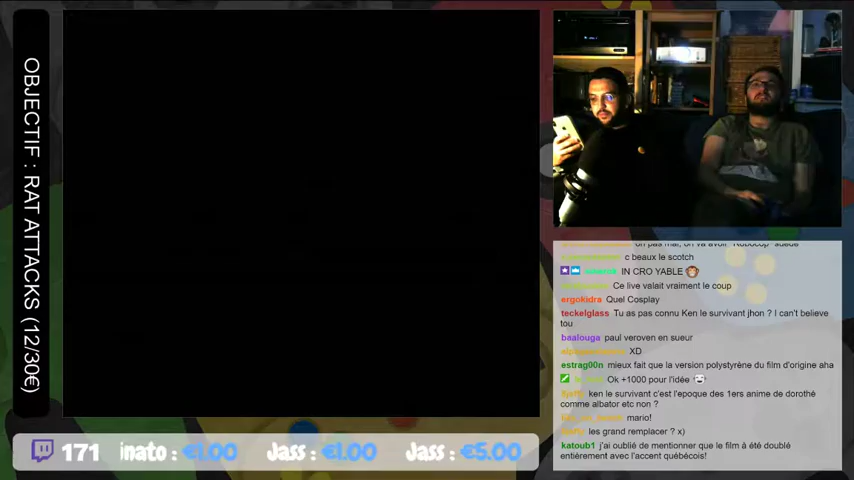 OBJECTIF : RAT ATTACKS (12/30€)
c beaux le scotch
IN CRO YABLE
Ce live valait vraiment le coup
ergokidra Quel Cosplay
teckelglass Tu as pas connu Ken le survivant jhon ? I can't believe
tou
baalouga paul veroven en sueur
XD
estrag00n mieux fait que la version polystyrène du film d'origine aha
Ok +1000 pour l'idée
ken le survivant c'est l'epoque des 1ers anime de dorothé
comme albator etc non ?
mario!
les grand remplacer ? x)
katoub1 j'ai oublié de mentionner que le film à été doublé
entièrement avec l'accent québécois!
171 inato : €1.00 Jass : €1.00 Jass : €5.00